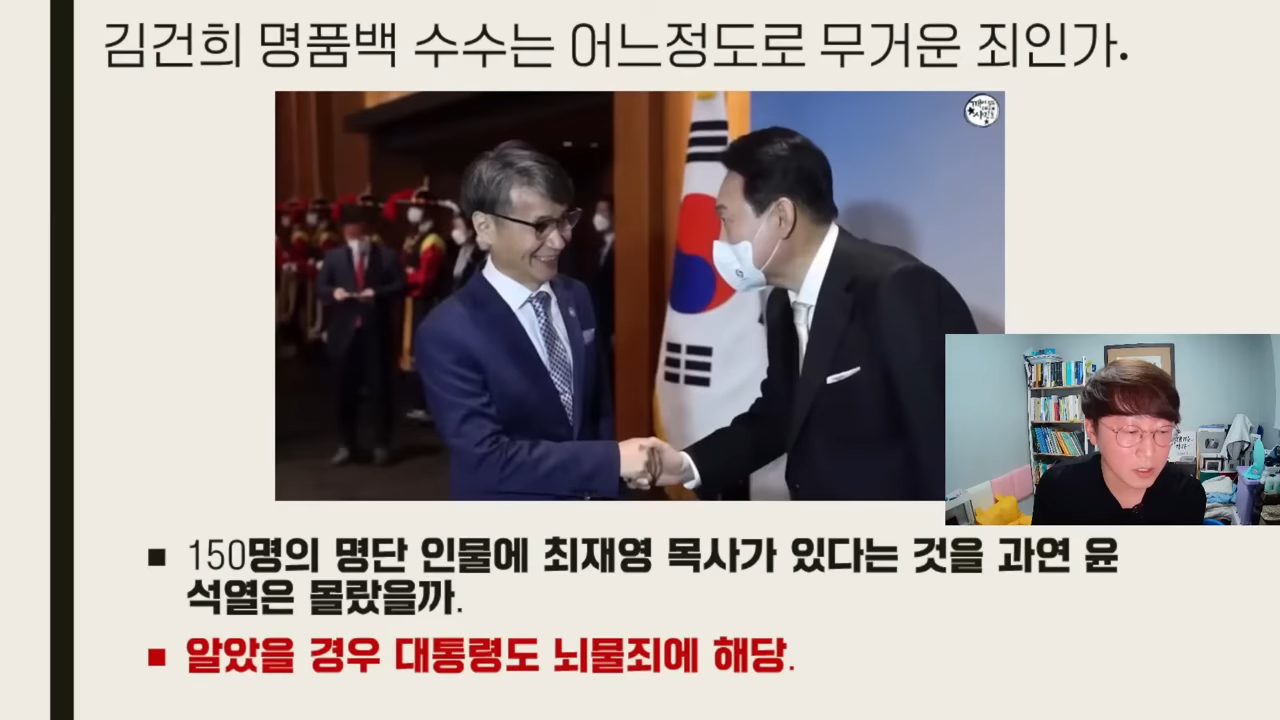 김건희 명품백 수수는 어느정도로 무거운 죄인가.
150명의 명단 인물에 최재영 목사가 있다는 것을 과연 윤
석열은 몰랐을까.
알았을 경우 대통령도 뇌물죄에 해당.